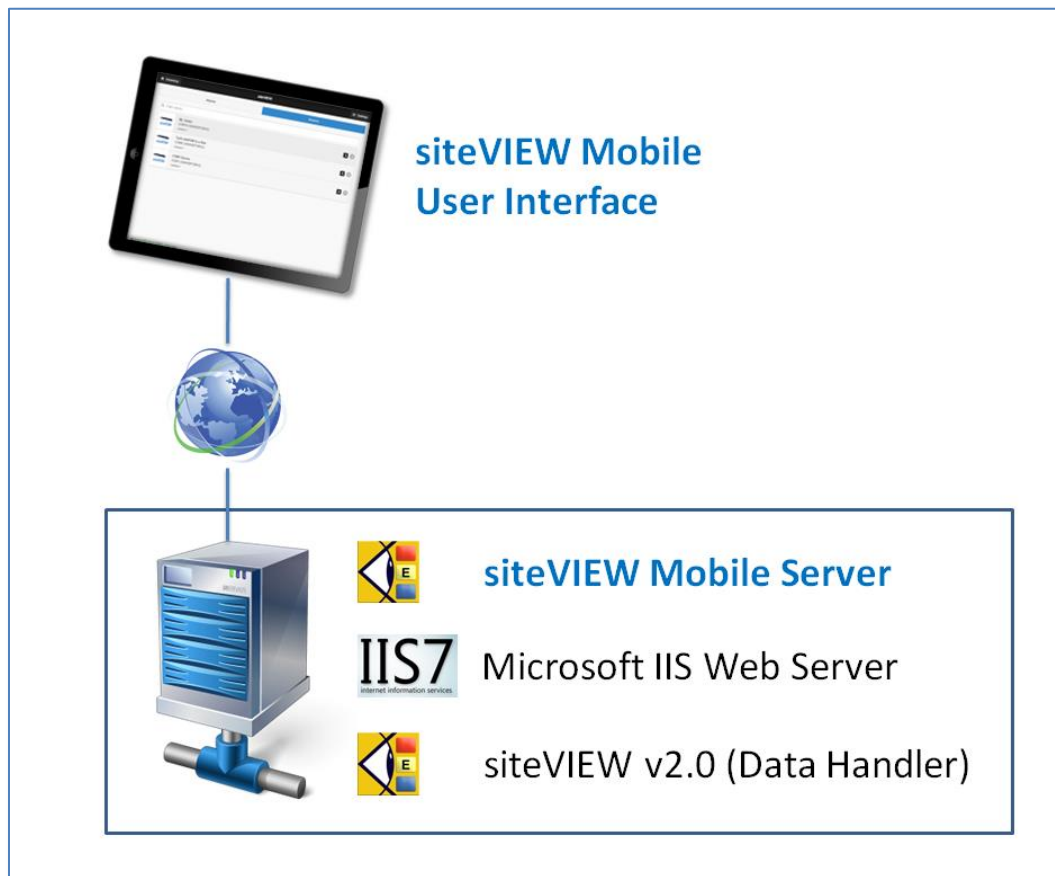 siteVIEW Mobile
User Interface
siteVIEW Mobile Server
E
IIS7
internet information services
Microsoft IIS Web Server
siteVIEW v2.0 (Data Handler)
E